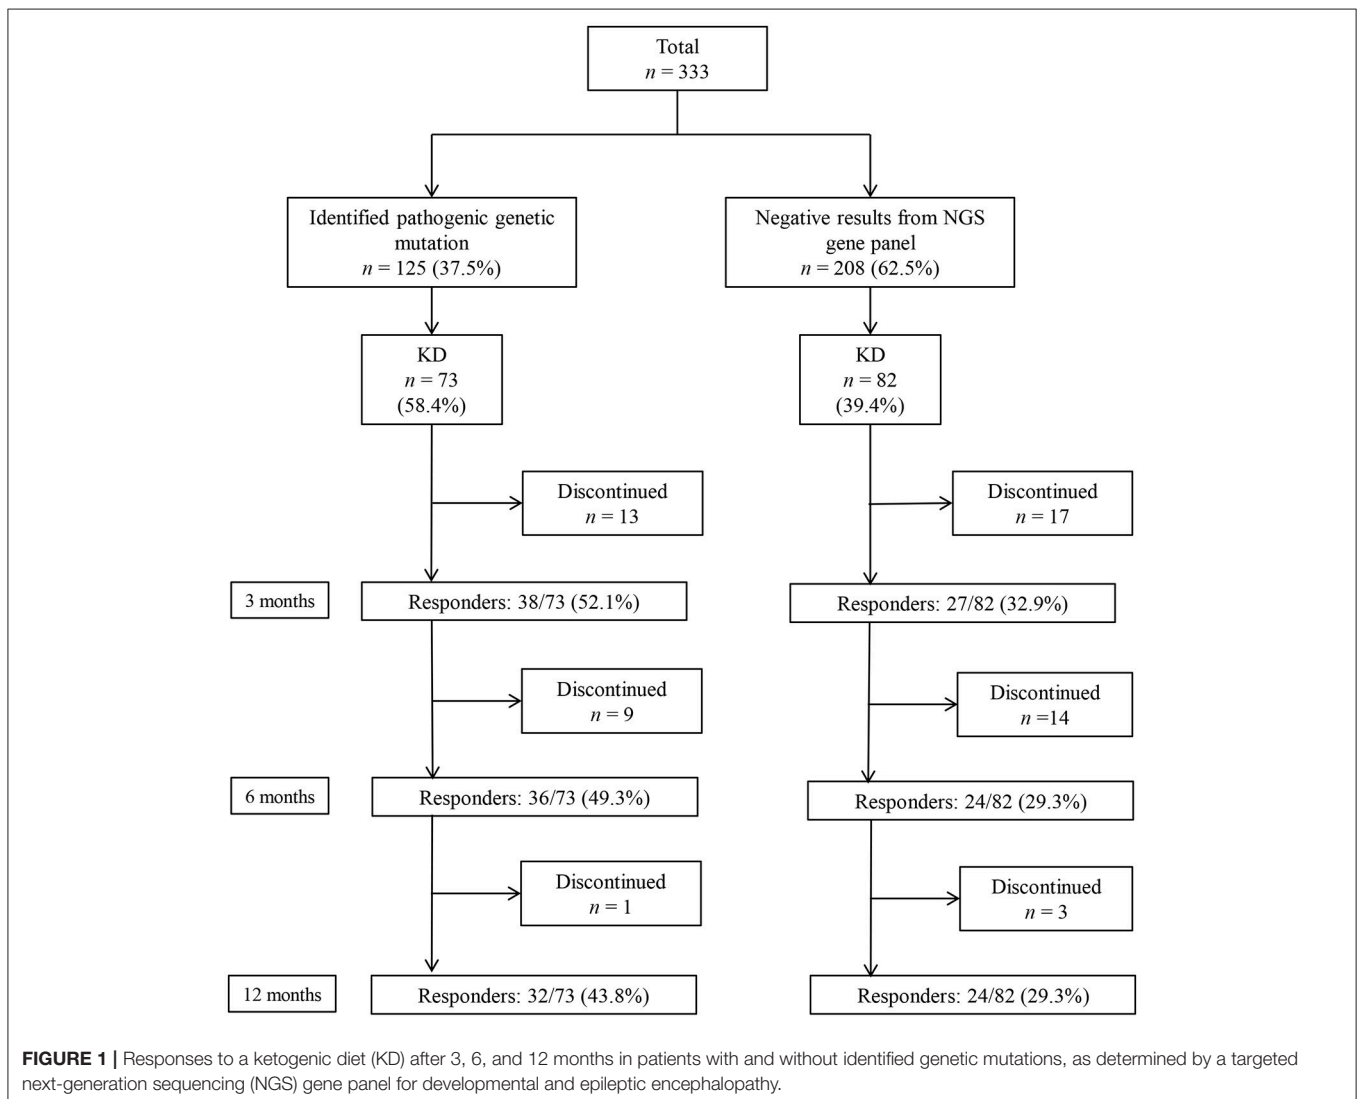 Total
n = 333
Identified pathogenic genetic
mutation
n = 125 (37.5%)
Negative results from NGS
gene panel
n = 208 (62.5%)
KD
n = 73
(58.4%)
KD
n = 82
(39.4%)
Discontinued
n = 13
Discontinued
n = 17
3 months
Responders: 38/73 (52.1%)
Responders: 27/82 (32.9%)
Discontinued
n = 9
Discontinued
n =14
6 months
Responders: 36/73 (49.3%)
Responders: 24/82 (29.3%)
Discontinued
n = 1
Discontinued
n = 3
12 months
Responders: 32/73 (43.8%)
Responders: 24/82 (29.3%)
FIGURE 1 | Responses to a ketogenic diet (KD) after 3, 6, and 12 months in patients with and without identified genetic mutations, as determined by a targeted
next-generation sequencing (NGS) gene panel for developmental and epileptic encephalopathy.